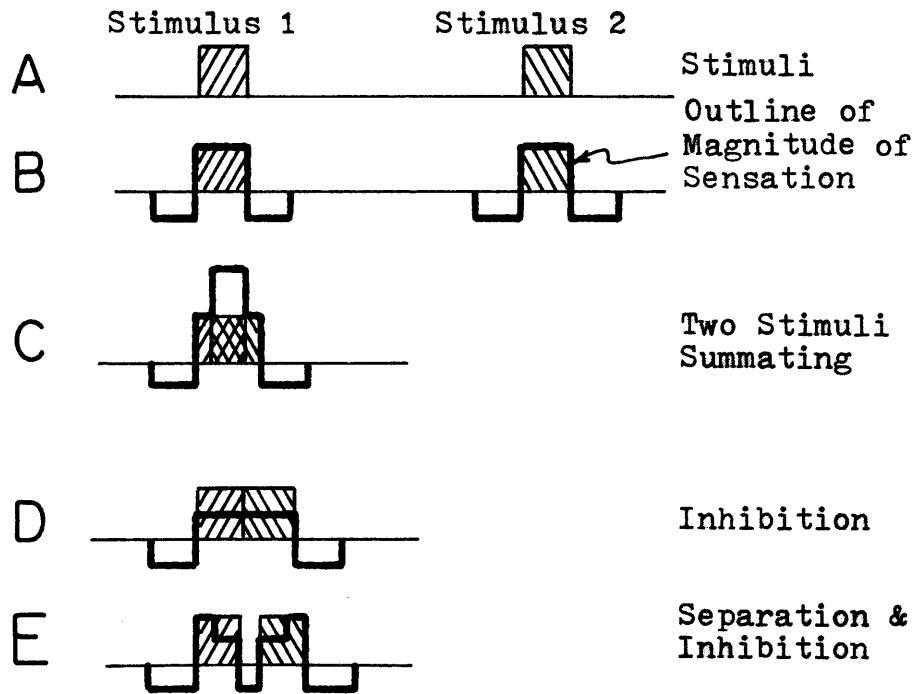 Stimulus 1
Stimulus 2
A
Stimuli
Outline of
Magnitude of
Sensation
B
C
Two Stimuli
Summating
D
Inhibition
E
Separation &
Inhibition